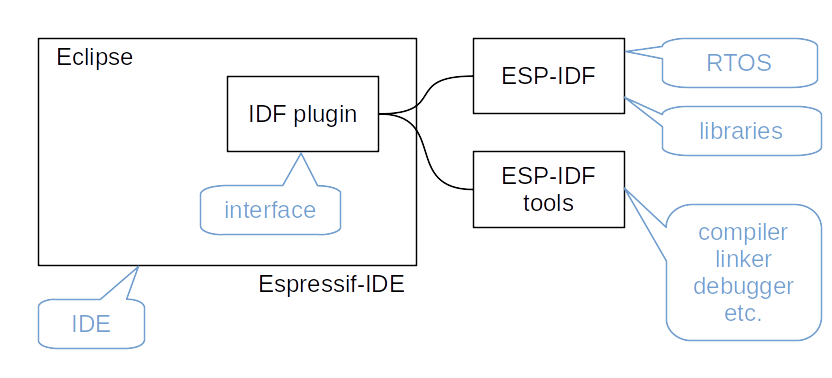 Eclipse
IDF plugin
interface
Espressif-IDE
IDE
ESP-IDF
RTOS
libraries
ESP-IDF
tools
compiler
linker
debugger
etc.